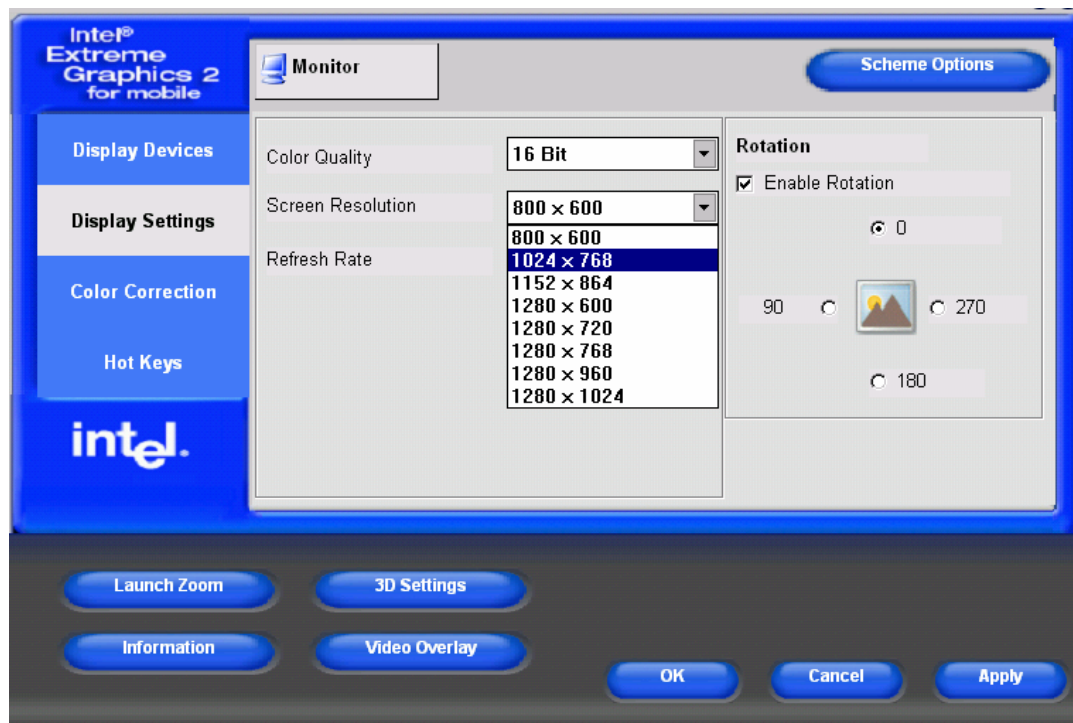 Intel®
Extreme
Graphics 2
for mobile
Monitor
Scheme Options
Display Devices
Display Settings
Color Correction
Hot Keys
intel.
Color Quality
16 Bit
Screen Resolution
800 × 600
800 × 600
1024 × 768
1152 × 864
1280 × 600
1280 × 720
1280 × 768
1280 × 960
1280 × 1024
Refresh Rate
Rotation
Enable Rotation
0
90
270
180
Launch Zoom
3D Settings
Information
Video Overlay
OK
Cancel
Apply